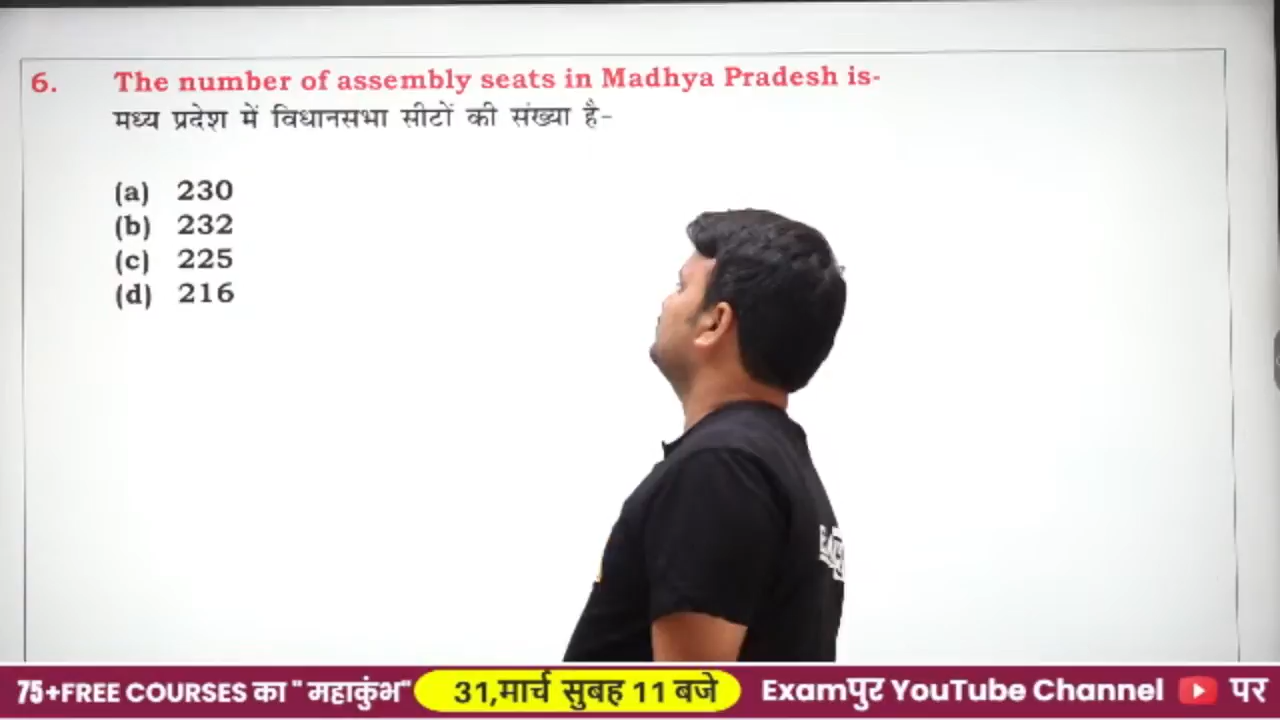 6. The number of assembly seats in Madhya Pradesh is-
मध्य प्रदेश में विधानसभा सीटों की संख्या है-
(a) 230
(b) 232
(c) 225
(d) 216
75+FREE COURSES का " महाकुंभ" 31,मार्च सुबह 11 बजे Examपुर YouTube Channel पर